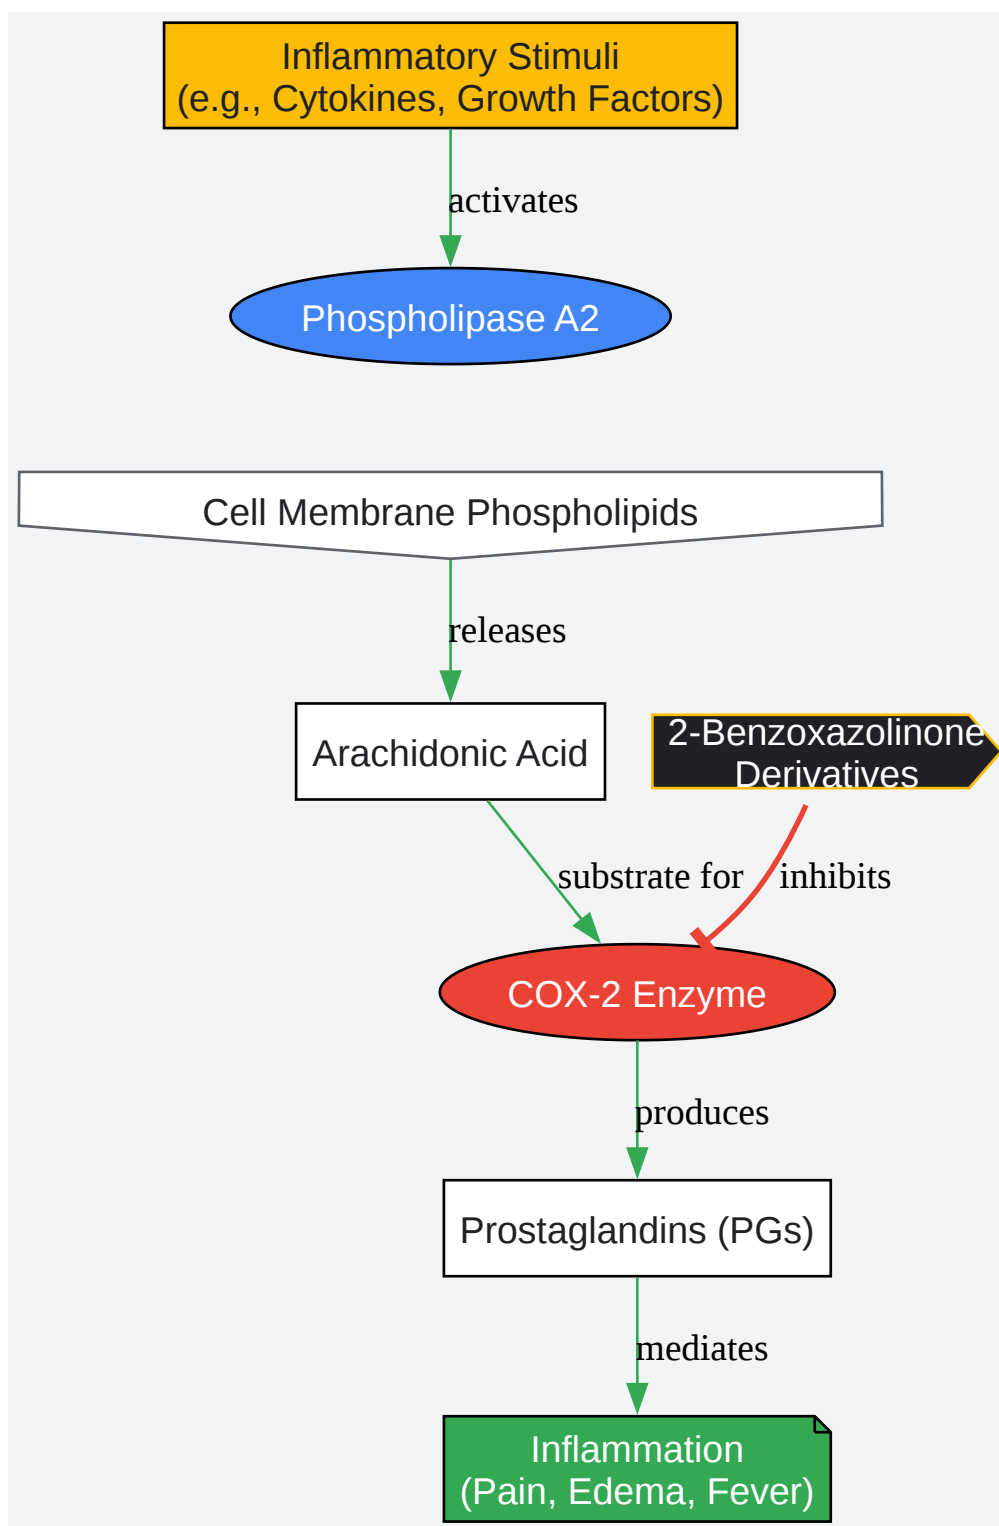 Inflammatory Stimuli
(e.g., Cytokines, Growth Factors)
activates
Phospholipase A2
Cell Membrane Phospholipids
releases
Arachidonic Acid
2-Benzoxazolinone
Derivatives
substrate for
inhibits
COX-2 Enzyme
produces
Prostaglandins (PGs)
mediates
Inflammation
(Pain, Edema, Fever)